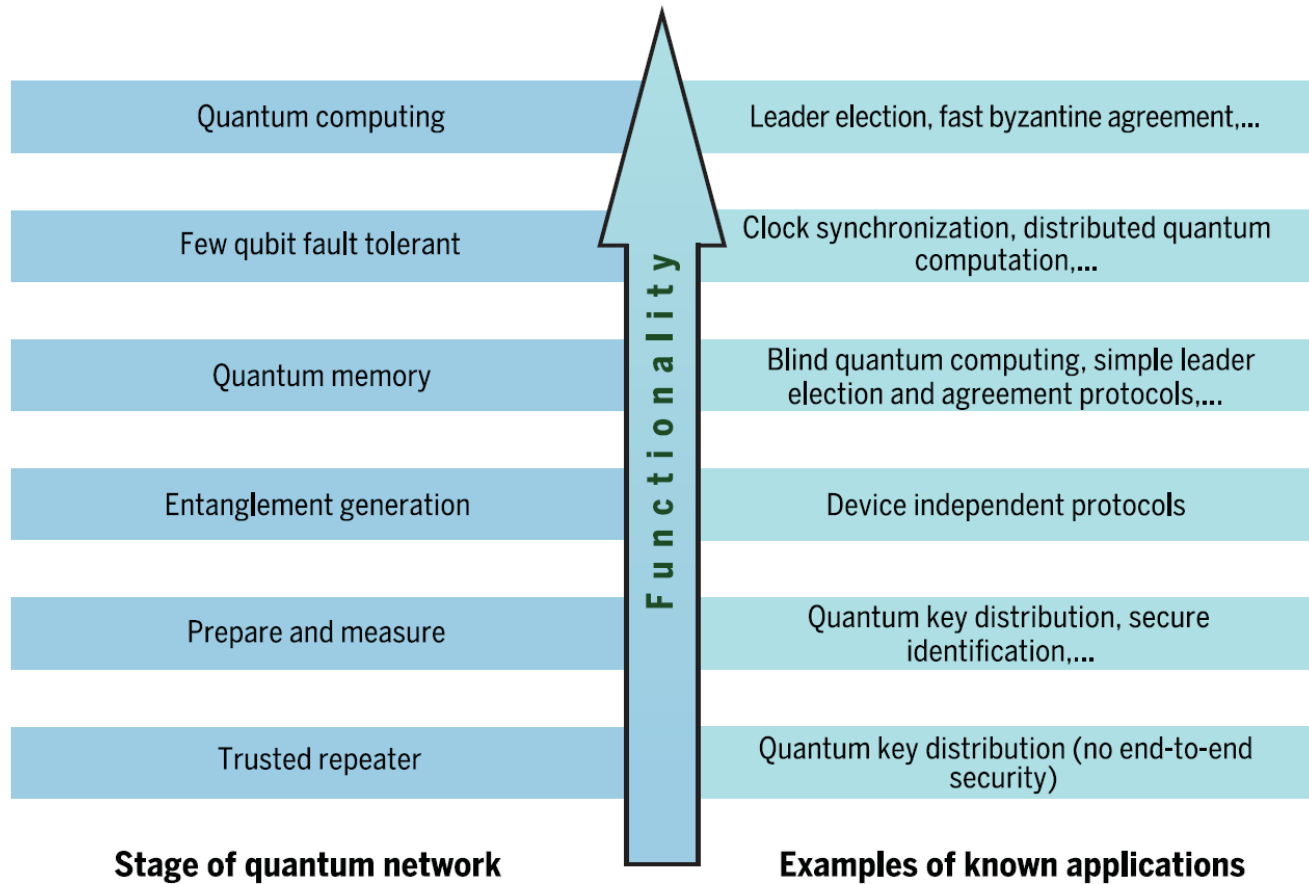 Quantum computing
Leader election, fast byzantine agreement,...
Few qubit fault tolerant
Clock synchronization, distributed quantum
computation,...
Quantum memory
Blind quantum computing, simple leader
election and agreement protocols,...
Entanglement generation
Device independent protocols
Prepare and measure
Quantum key distribution, secure
identification,...
Trusted repeater
Quantum key distribution (no end-to-end
security)
Functionality
Stage of quantum network
Examples of known applications